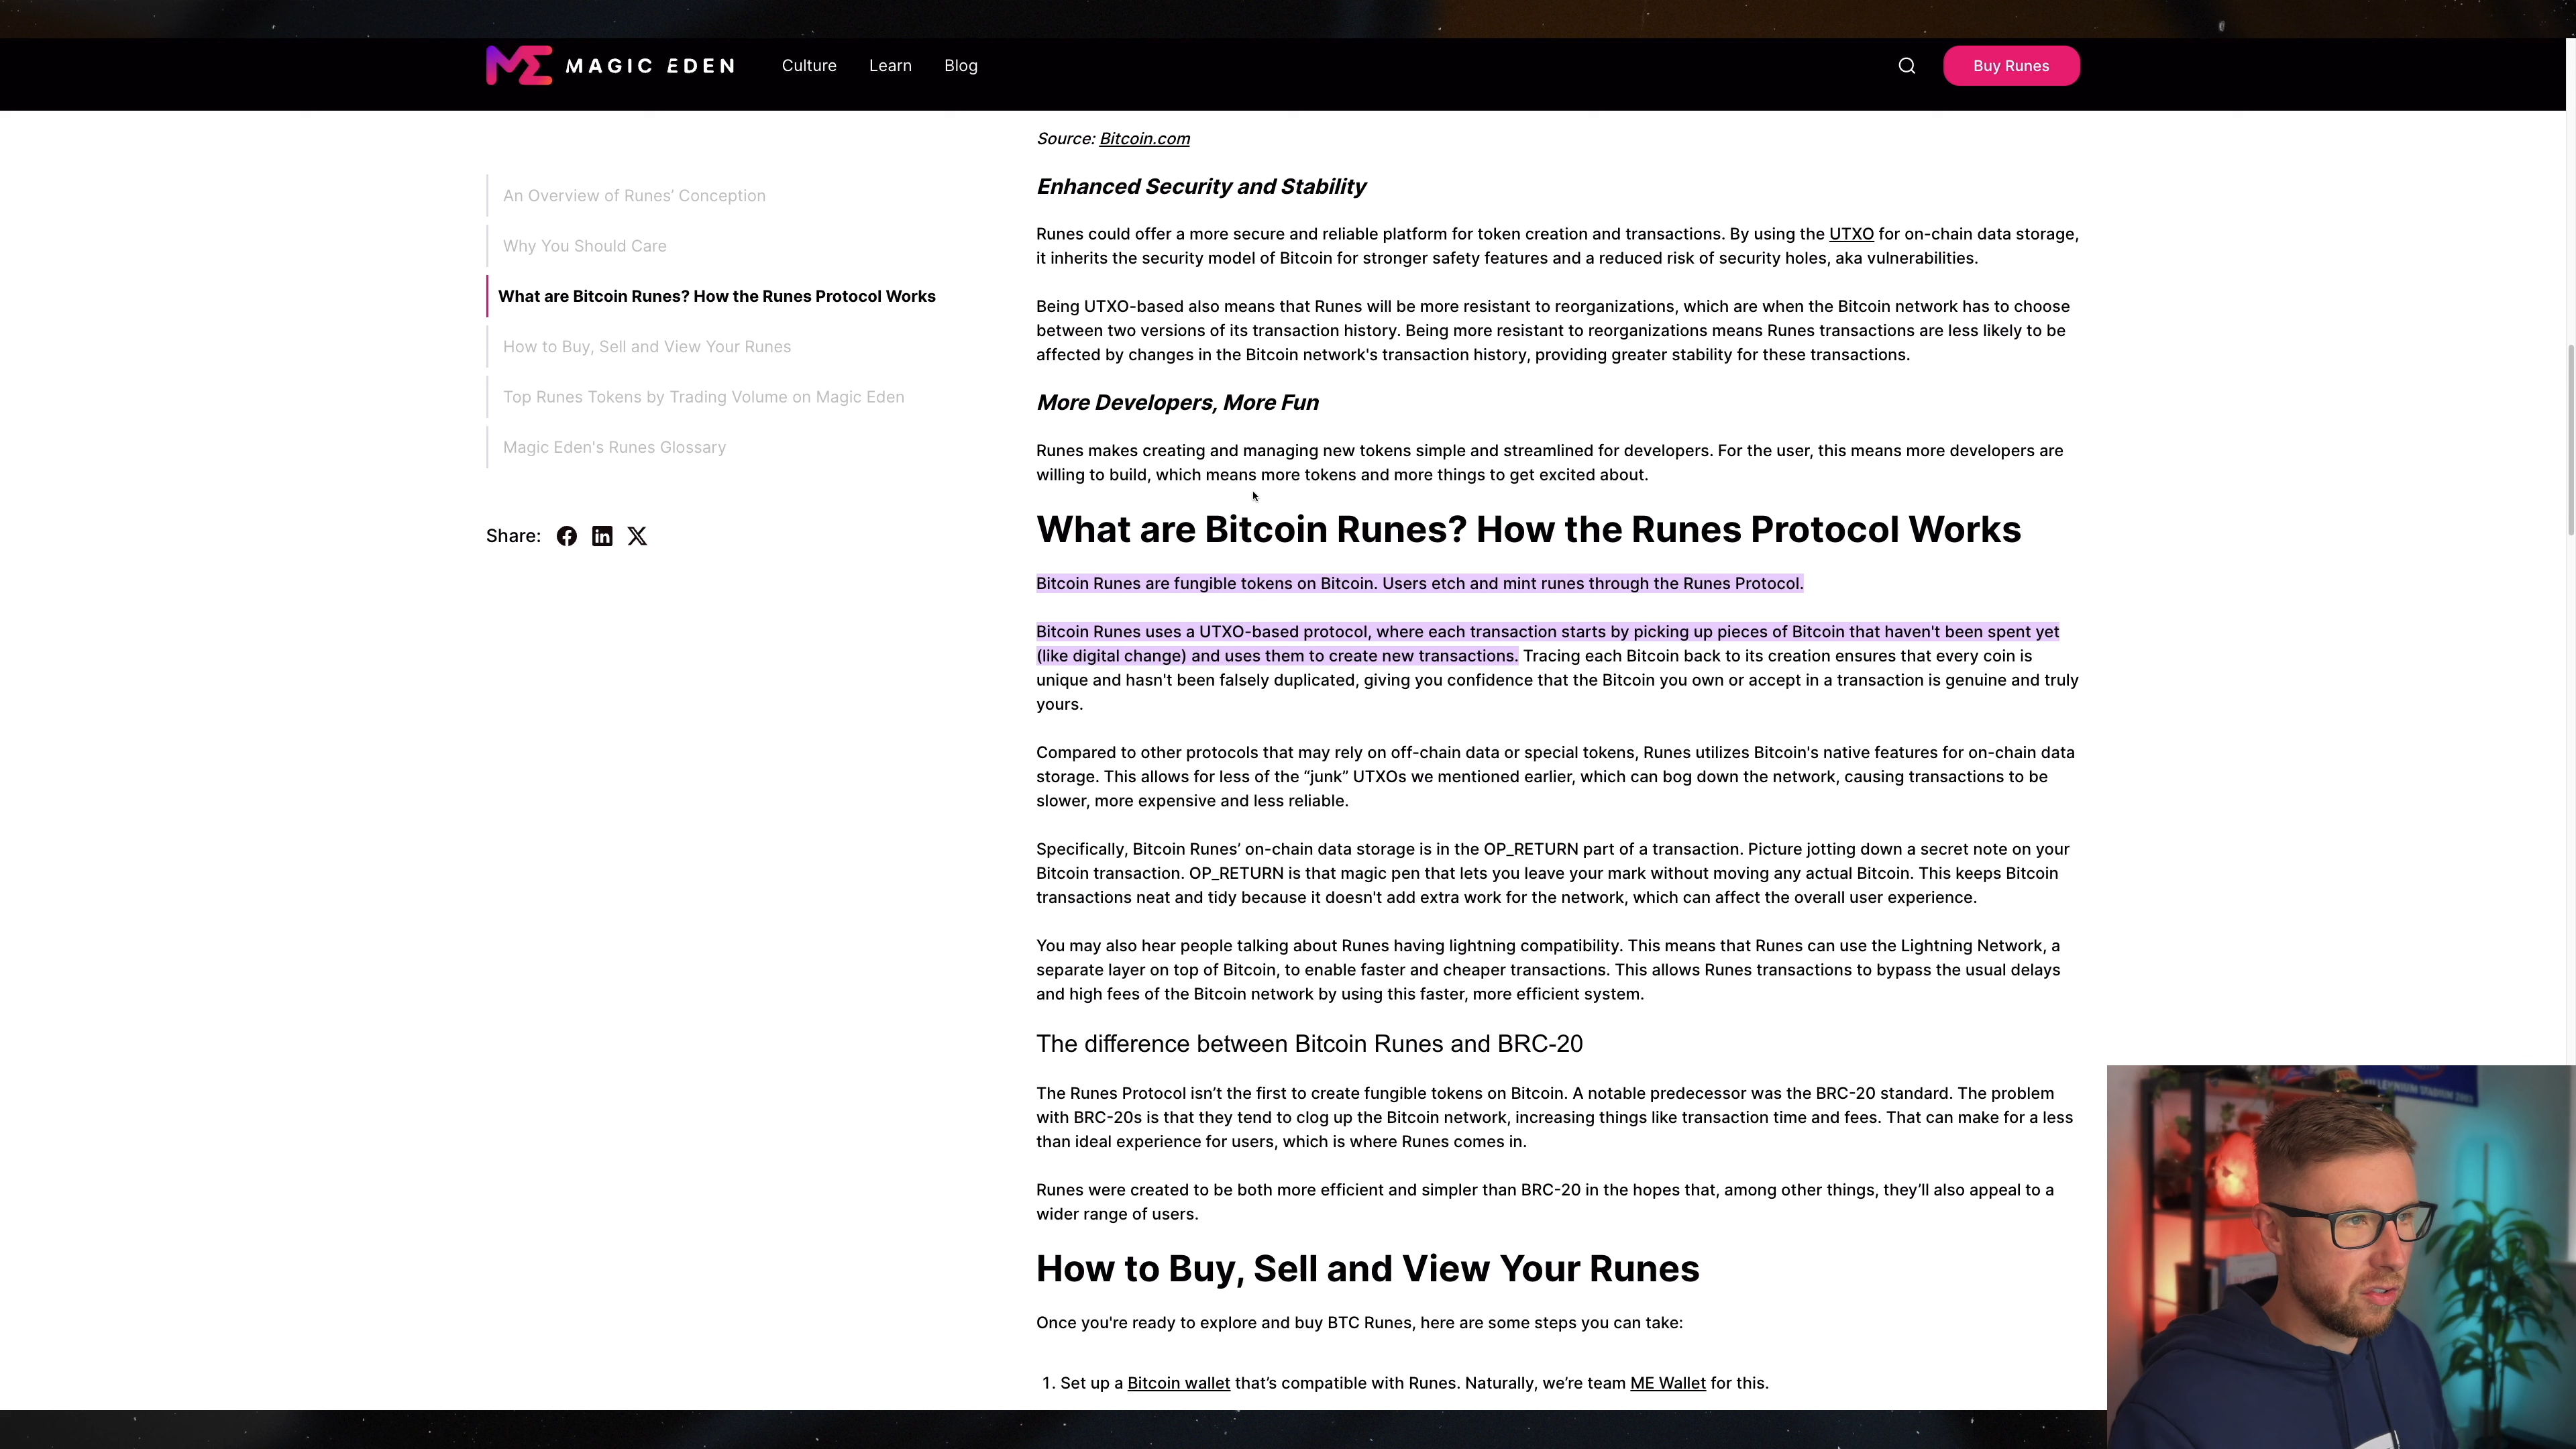 MAGIC EDEN
Culture
Learn
Blog
Buy Runes
An Overview of Runes’ Conception
Why You Should Care
What are Bitcoin Runes? How the Runes Protocol Works
How to Buy, Sell and View Your Runes
Top Runes Tokens by Trading Volume on Magic Eden
Magic Eden's Runes Glossary
Share:
Source: Bitcoin.com
Enhanced Security and Stability
Runes could offer a more secure and reliable platform for token creation and transactions. By using the UTXO for on-chain data storage,
it inherits the security model of Bitcoin for stronger safety features and a reduced risk of security holes, aka vulnerabilities.
Being UTXO-based also means that Runes will be more resistant to reorganizations, which are when the Bitcoin network has to choose
between two versions of its transaction history. Being more resistant to reorganizations means Runes transactions are less likely to be
affected by changes in the Bitcoin network's transaction history, providing greater stability for these transactions.
More Developers, More Fun
Runes makes creating and managing new tokens simple and streamlined for developers. For the user, this means more developers are
willing to build, which means more tokens and more things to get excited about.
What are Bitcoin Runes? How the Runes Protocol Works
Bitcoin Runes are fungible tokens on Bitcoin. Users etch and mint runes through the Runes Protocol.
Bitcoin Runes uses a UTXO-based protocol, where each transaction starts by picking up pieces of Bitcoin that haven't been spent yet
(like digital change) and uses them to create new transactions. Tracing each Bitcoin back to its creation ensures that every coin is
unique and hasn't been falsely duplicated, giving you confidence that the Bitcoin you own or accept in a transaction is genuine and truly
yours.
Compared to other protocols that may rely on off-chain data or special tokens, Runes utilizes Bitcoin's native features for on-chain data
storage. This allows for less of the “junk” UTXOs we mentioned earlier, which can bog down the network, causing transactions to be
slower, more expensive and less reliable.
Specifically, Bitcoin Runes’ on-chain data storage is in the OP_RETURN part of a transaction. Picture jotting down a secret note on your
Bitcoin transaction. OP_RETURN is that magic pen that lets you leave your mark without moving any actual Bitcoin. This keeps Bitcoin
transactions neat and tidy because it doesn't add extra work for the network, which can affect the overall user experience.
You may also hear people talking about Runes having lightning compatibility. This means that Runes can use the Lightning Network, a
separate layer on top of Bitcoin, to enable faster and cheaper transactions. This allows Runes transactions to bypass the usual delays
and high fees of the Bitcoin network by using this faster, more efficient system.
The difference between Bitcoin Runes and BRC-20
The Runes Protocol isn’t the first to create fungible tokens on Bitcoin. A notable predecessor was the BRC-20 standard. The problem
with BRC-20s is that they tend to clog up the Bitcoin network, increasing things like transaction time and fees. That can make for a less
than ideal experience for users, which is where Runes comes in.
Runes were created to be both more efficient and simpler than BRC-20 in the hopes that, among other things, they’ll also appeal to a
wider range of users.
How to Buy, Sell and View Your Runes
Once you're ready to explore and buy BTC Runes, here are some steps you can take:
1. Set up a Bitcoin wallet that’s compatible with Runes. Naturally, we’re team ME Wallet for this.